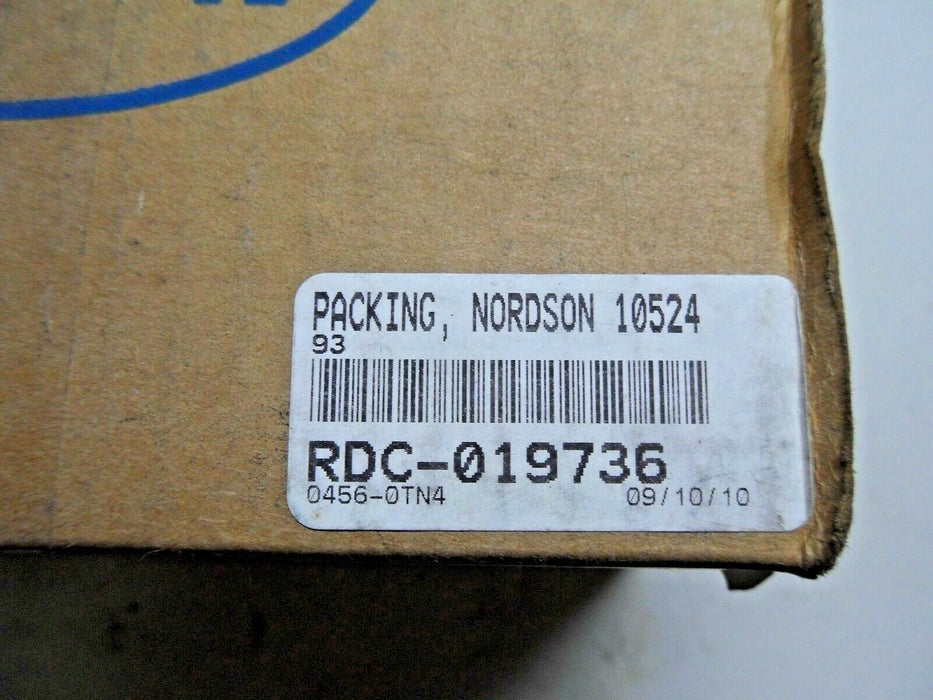 PACKING, NORDSON 10524
93
RDC-019736
0456-0TN4 09/10/10